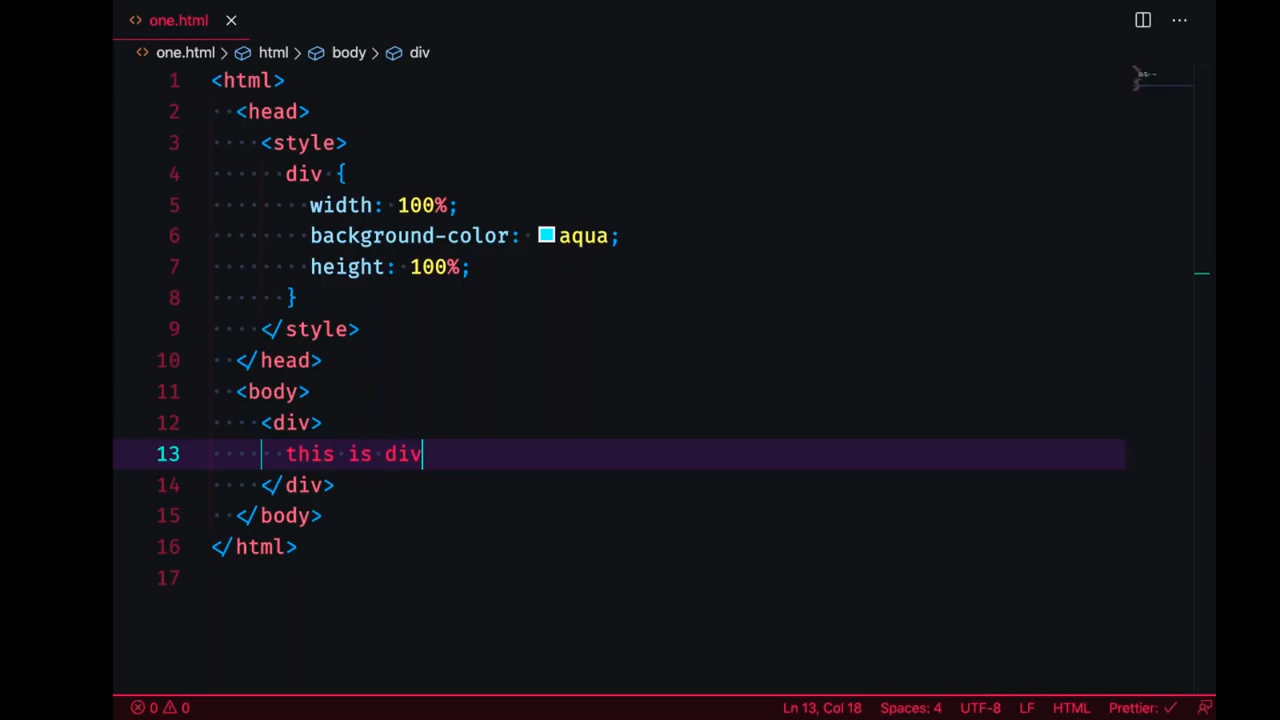 one.html
one.html > html > body > div
1 <html>
2 <head>
3 <style>
4 div {
5 width: 100%;
6 background-color: aqua;
7 height: 100%;
8 }
9 </style>
10 </head>
11 <body>
12 <div>
13 this is div
14 </div>
15 </body>
16 </html>
17
0 0 Ln 13, Col 18 Spaces: 4 UTF-8 LF HTML Prettier: ✓